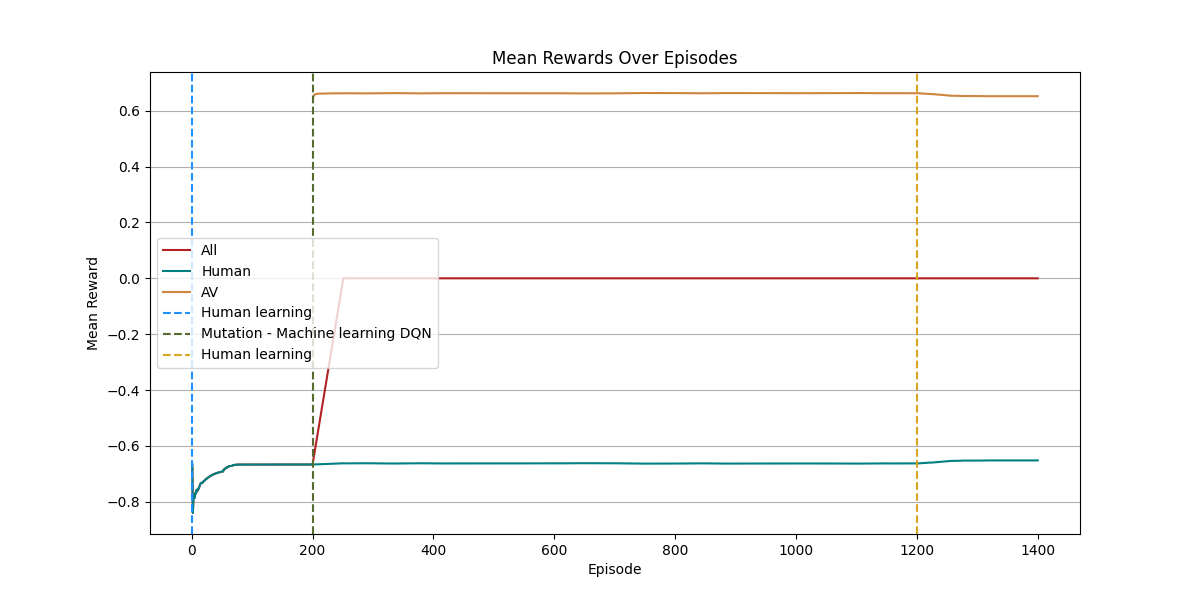 Mean Rewards Over Episodes
Mean Reward
0.6
0.4
0.2
0.0
−0.2
−0.4
−0.6
−0.8
All
Human
AV
Human learning
Mutation - Machine learning DQN
Human learning
0 200 400 600 800 1000 1200 1400
Episode